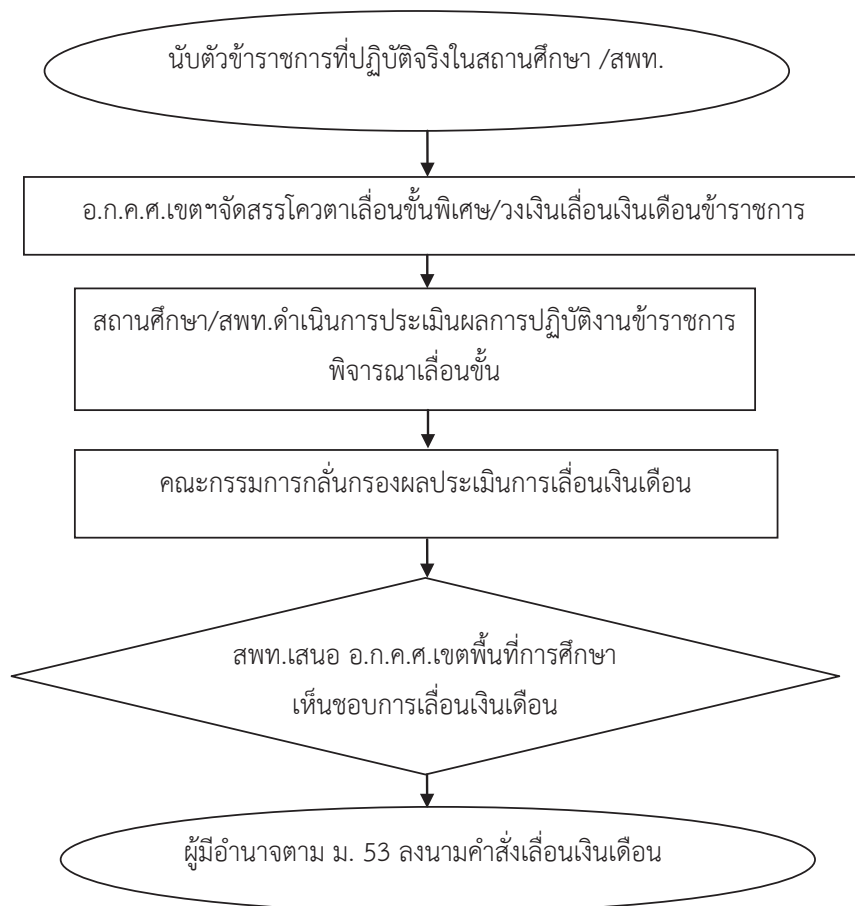 นับตัวข้าราชการที่ปฏิบัติจริงในสถานศึกษา /สพท.
อ.ก.ค.ศ.เขตฯจัดสรรโควตาเลื่อนขั้นพิเศษ/วงเงินเลื่อนเงินเดือนข้าราชการ
สถานศึกษา/สพท.ดำเนินการประเมินผลการปฏิบัติงานข้าราชการ
พิจารณาเลื่อนขั้น
คณะกรรมการกลั่นกรองผลประเมินการเลื่อนเงินเดือน
สพท.เสนอ อ.ก.ค.ศ.เขตพื้นที่การศึกษา
เห็นชอบการเลื่อนเงินเดือน
ผู้มีอำนาจตาม ม. 53 ลงนามคำสั่งเลื่อนเงินเดือน